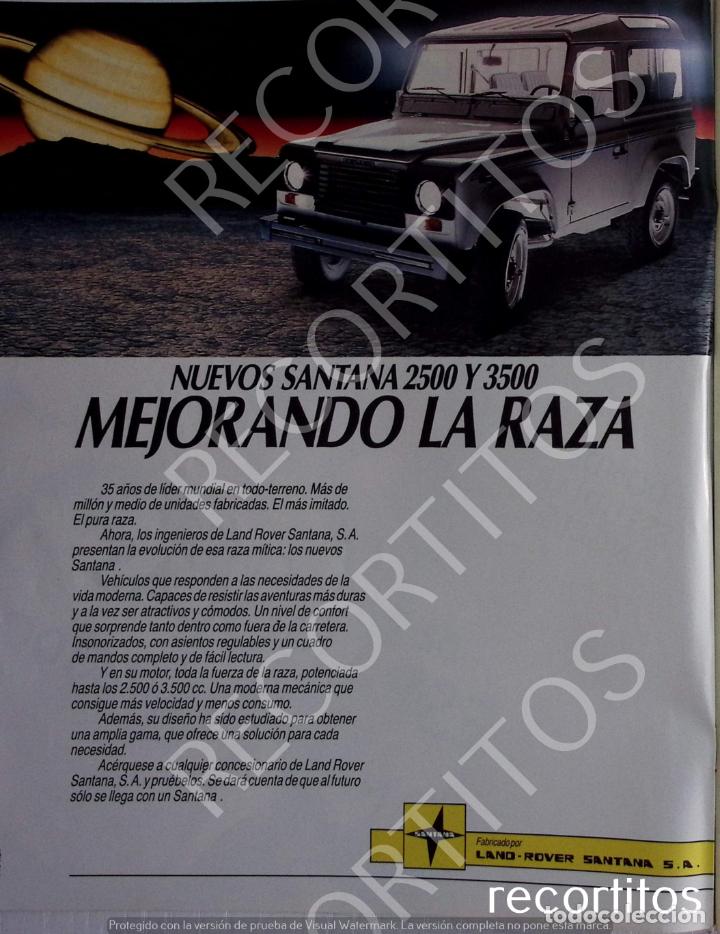 NUEVOS SANTANA 2500 Y 3500
MEJORANDO LA RAZA
35 años de líder mundial en todo-terreno. Más de
millón y medio de unidades fabricadas. El más imitado.
El pura raza.
Ahora, los ingenieros de Land Rover Santana, S.A.
presentan la evolución de esa raza mítica: los nuevos
Santana .
Vehículos que responden a las necesidades de la
vida moderna. Capaces de resistir las aventuras más duras
y a la vez ser atractivos y cómodos. Un nivel de confort
que sorprende tanto dentro como fuera de la carretera.
Insonorizados, con asientos regulables y un cuadro
de mandos completo y de fácil lectura.
Y en su motor, toda la fuerza de la raza, potenciada
hasta los 2.500 ó 3.500 cc. Una moderna mecánica que
consigue más velocidad y menos consumo.
Además, su diseño ha sido estudiado para obtener
una amplia gama, que ofrece una solución para cada
necesidad.
Acérquese a cualquier concesionario de Land Rover
Santana, S.A. y pruébelos. Se dará cuenta de que al futuro
sólo se llega con un Santana .
SANTANA
Fabricado por
LAND-ROVER SANTANA S.A.
RECORTITOS
RECORTITOS
RECORTITOS
recortitos
todocoleccion
Protegido con la versión de prueba de Visual Watermark. La versión completa no pone esta marca.